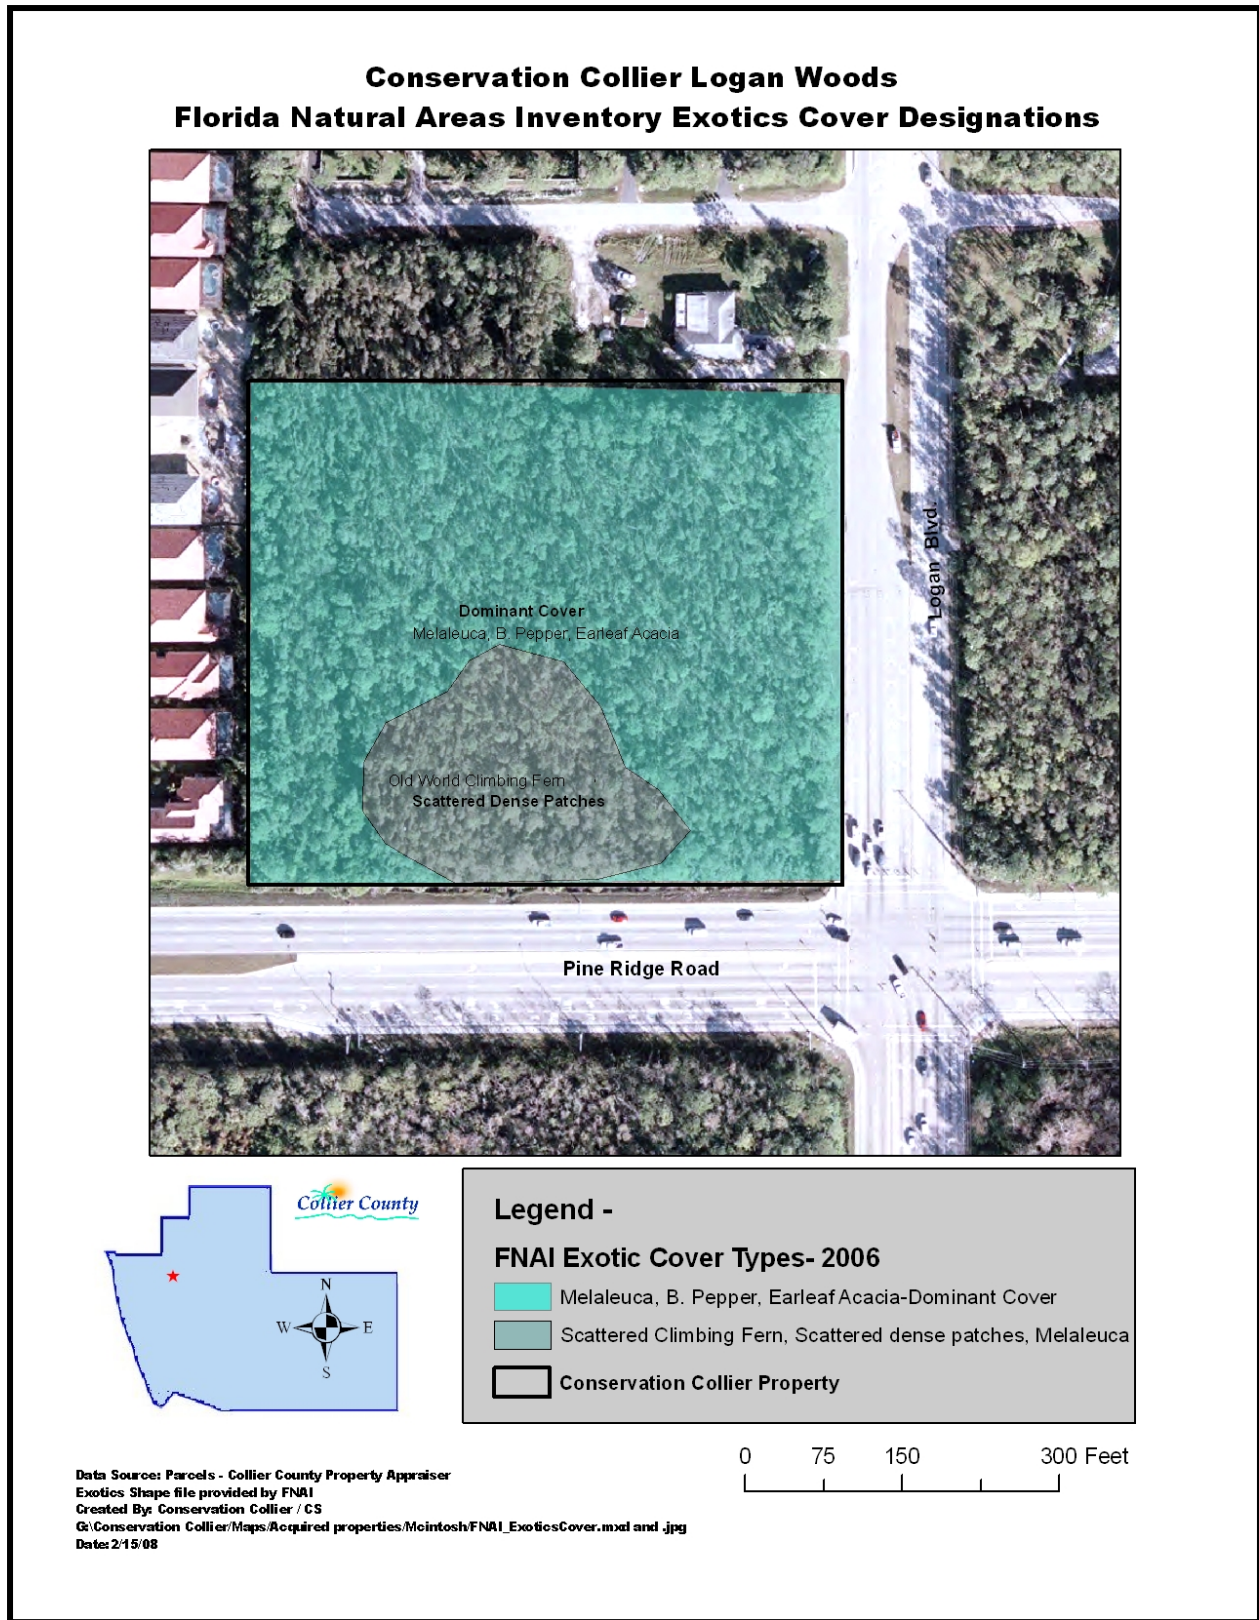 Conservation Collier Logan Woods
Florida Natural Areas Inventory Exotics Cover Designations
Logan Blvd.
Dominant Cover
Melaleuca, B. Pepper, Earleaf Acacia
Old World Climbing Fern
Scattered Dense Patches
Pine Ridge Road
Collier County
N
W
E
S
Legend -
FNAI Exotic Cover Types- 2006
Melaleuca, B. Pepper, Earleaf Acacia-Dominant Cover
Scattered Climbing Fern, Scattered dense patches, Melaleuca
Conservation Collier Property
0 75 150 300 Feet
Data Source: Parcels - Collier County Property Appraiser
Exotics Shape file provided by FNAI
Created By: Conservation Collier / CS
G:\Conservation Collier/Maps/Acquired properties/Mcintosh/FNAI_ExoticsCover.mxd and .jpg
Date: 2/15/08